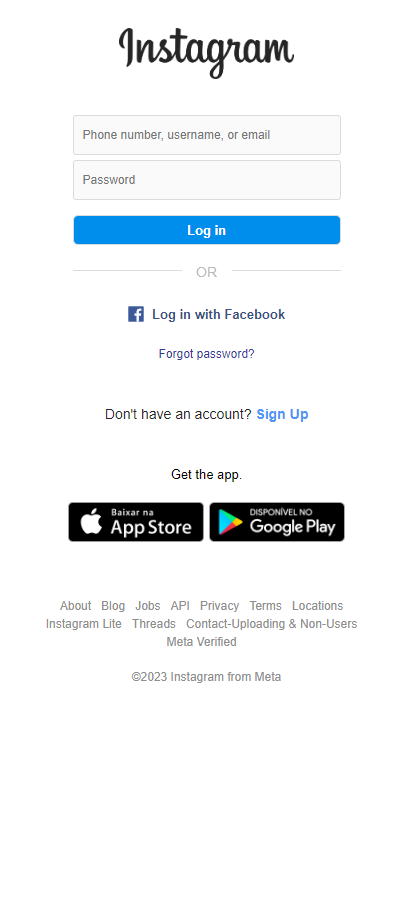 Instagram
Phone number, username, or email
Password
Log in
OR
Log in with Facebook
Forgot password?
Don't have an account? Sign Up
Get the app.
Baixar na
App Store
DISPONÍVEL NO
Google Play
About Blog Jobs API Privacy Terms Locations
Instagram Lite Threads Contact-Uploading & Non-Users
Meta Verified
©2023 Instagram from Meta